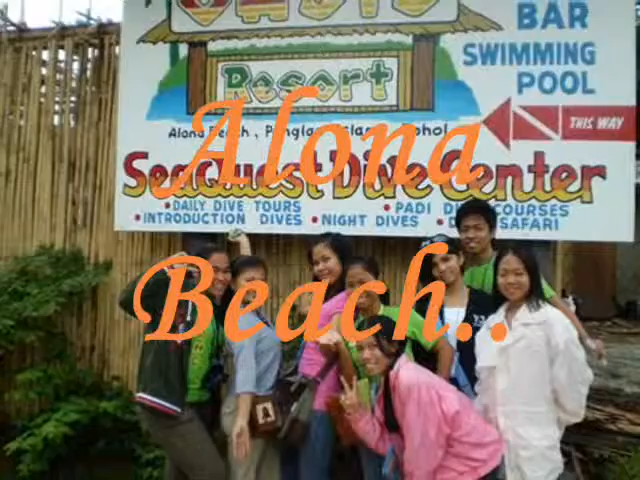 OASIS
Resort
BAR
SWIMMING
POOL
THIS WAY
Alona Beach, Panglao Island, Bohol
SeaQuest Dive Center
•DAILY DIVE TOURS •PADI DIVE COURSES
•INTRODUCTION DIVES •NIGHT DIVES • SAFARI
Alona
Beach..